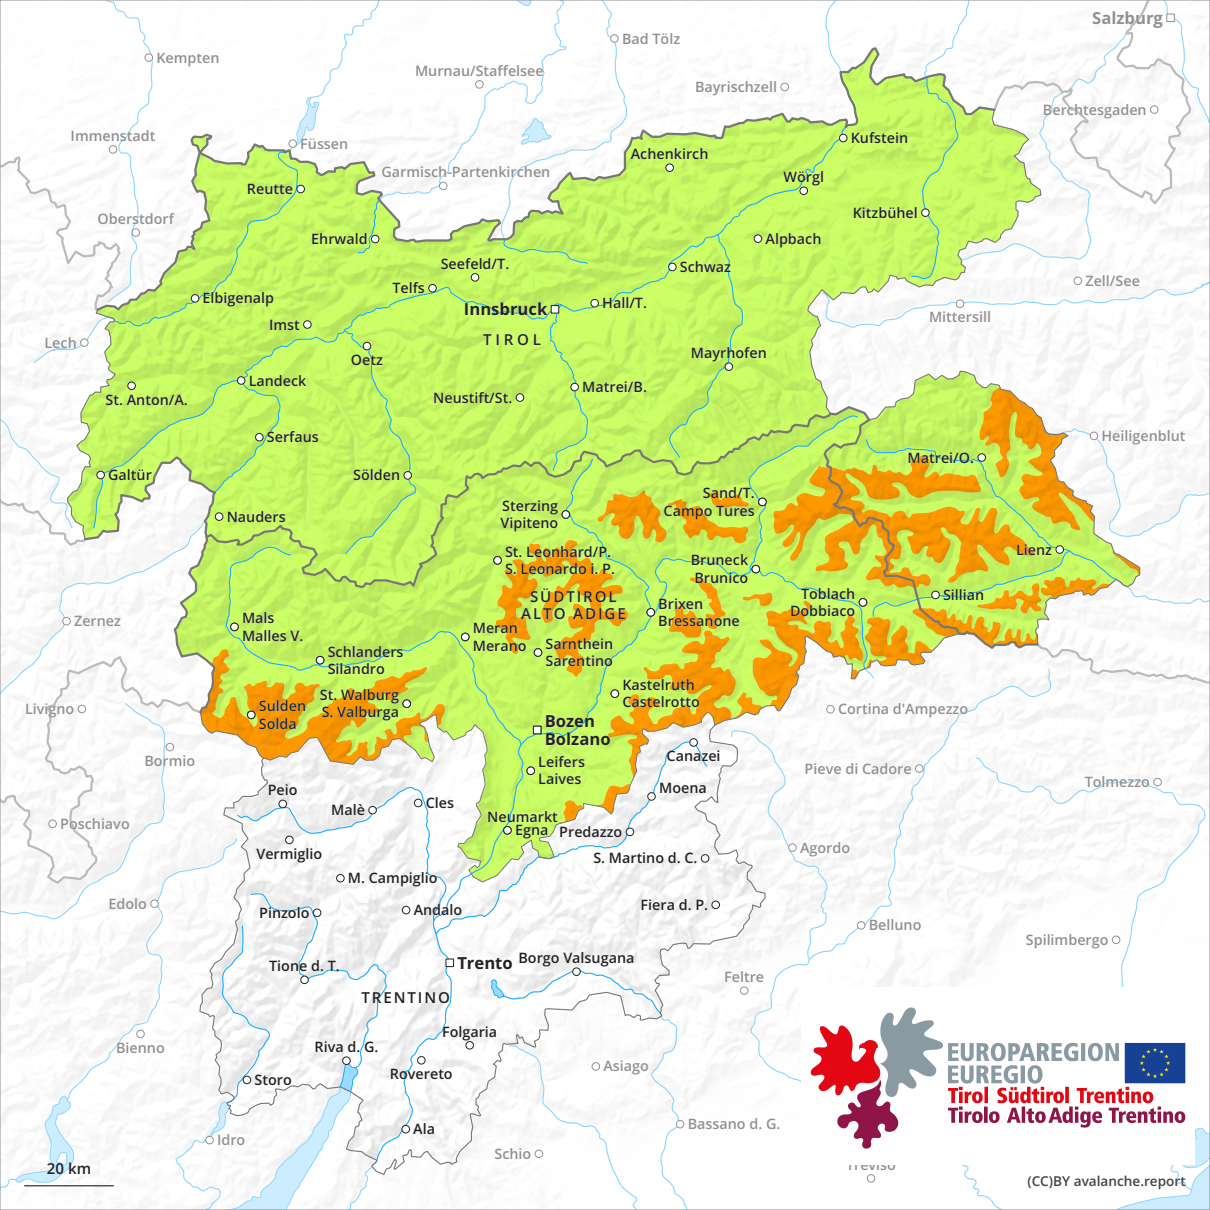 Salzburg
Bad Tölz
Kempten
Murnau/Staffelsee
Bayrischzell
Berchtesgaden
Immenstadt
Füssen
Kufstein
Achenkirch
Garmisch-Partenkirchen
Wörgl
Reutte
Kitzbühel
Oberstdorf
Ehrwald
Alpbach
Seefeld/T.
Schwaz
Zell/See
Telfs
Elbigenalp
Hall/T.
Innsbruck
Mittersill
Imst
TIROL
Lech
Oetz
Mayrhofen
Landeck
Matrei/B.
St. Anton/A.
Neustift/St.
Serfaus
Heiligenblut
Matrei/O.
Galtür
Sölden
Sand/T.
Campo Tures
Sterzing
Vipiteno
Nauders
St. Leonhard/P.
S. Leonardo i. P.
Lienz
Bruneck
Brunico
SÜDTIROL
ALTO ADIGE
Toblach
Dobbiaco
Sillian
Brixen
Bressanone
Zernez
Mals
Malles V.
Meran
Merano
Sarnthein
Sarentino
Schlanders
Silandro
Kastelruth
Castelrotto
St. Walburg
S. Valburga
Sulden
Solda
Livigno
Cortina d'Ampezzo
Bozen
Bolzano
Bormio
Canazei
Leifers
Laives
Pieve di Cadore
Tolmezzo
Peio
Moena
Malè
Cles
Neumarkt
Egna
Poschiavo
Predazzo
Vermiglio
Agordo
S. Martino d. C.
M. Campiglio
Edolo
Pinzolo
Andalo
Fiera d. P.
Belluno
Spilimbergo
Trento
Borgo Valsugana
Tione d. T.
Feltre
TRENTINO
Folgaria
Bienno
Riva d. G.
EUROPAREGION
EUREGIO
Asiago
Rovereto
Storo
Tirol Südtirol Trentino
Tirolo Alto Adige Trentino
Ala
Bassano d. G.
Idro
Schio
Treviso
20 km
(CC)BY avalanche.report